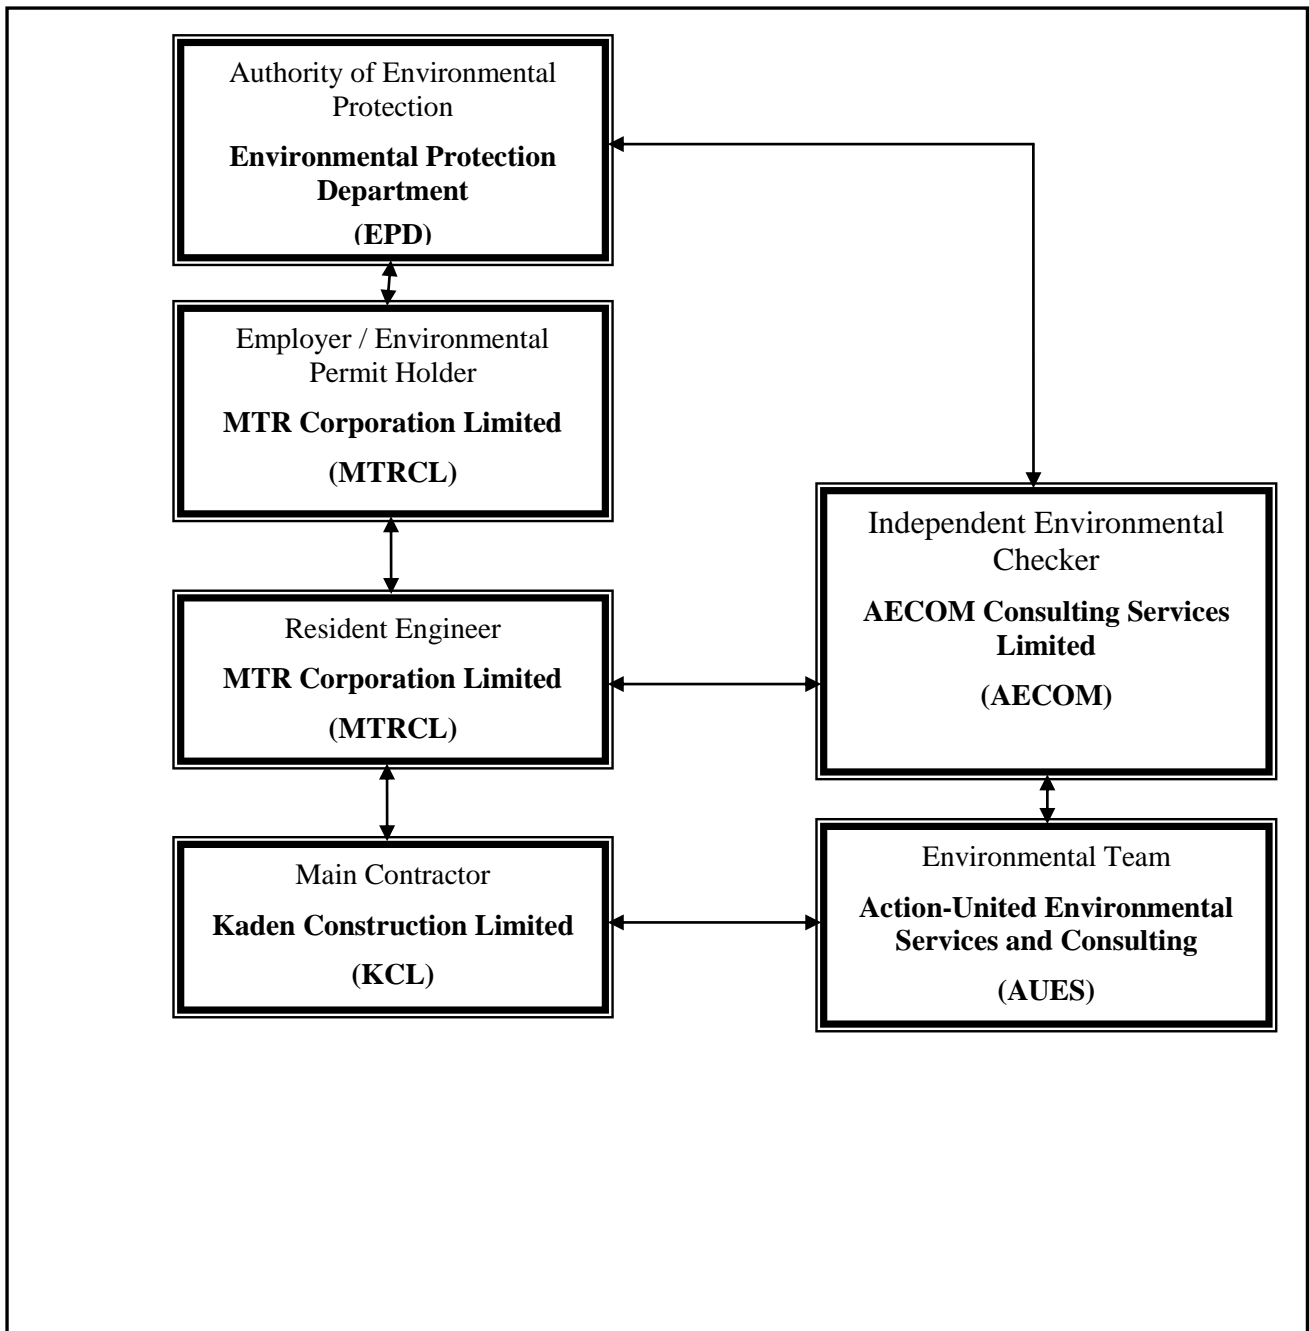 Authority of Environmental
Protection
Environmental Protection
Department
(EPD)
Employer / Environmental
Permit Holder
MTR Corporation Limited
(MTRCL)
Independent Environmental
Checker
AECOM Consulting Services
Limited
(AECOM)
Resident Engineer
MTR Corporation Limited
(MTRCL)
Main Contractor
Kaden Construction Limited
(KCL)
Environmental Team
Action-United Environmental
Services and Consulting
(AUES)